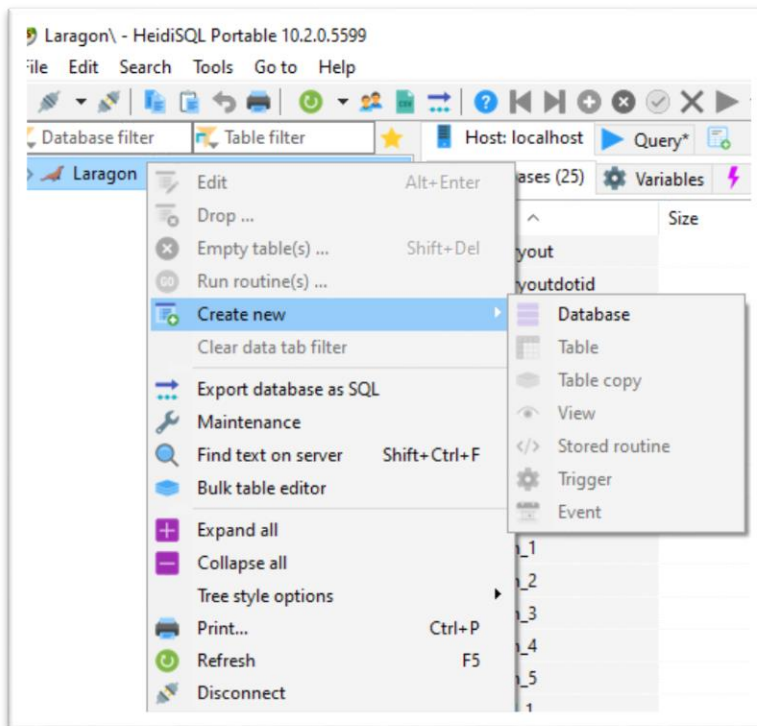 Laragon\ - HeidiSQL Portable 10.2.0.5599
File Edit Search Tools Go to Help
Database filter Table filter Host: localhost Query*
Laragon ases (25) Variables
Size
Edit Alt+Enter
Drop ...
Empty table(s) ... Shift+Del yout
Run routine(s) ... youtdotid
Create new Database
Clear data tab filter Table
Table copy
Export database as SQL
Maintenance View
Find text on server Shift+Ctrl+F Stored routine
Bulk table editor Trigger
Event
Expand all
Collapse all _1
Tree style options _2
Print... Ctrl+P _3
Refresh F5 _4
Disconnect _5